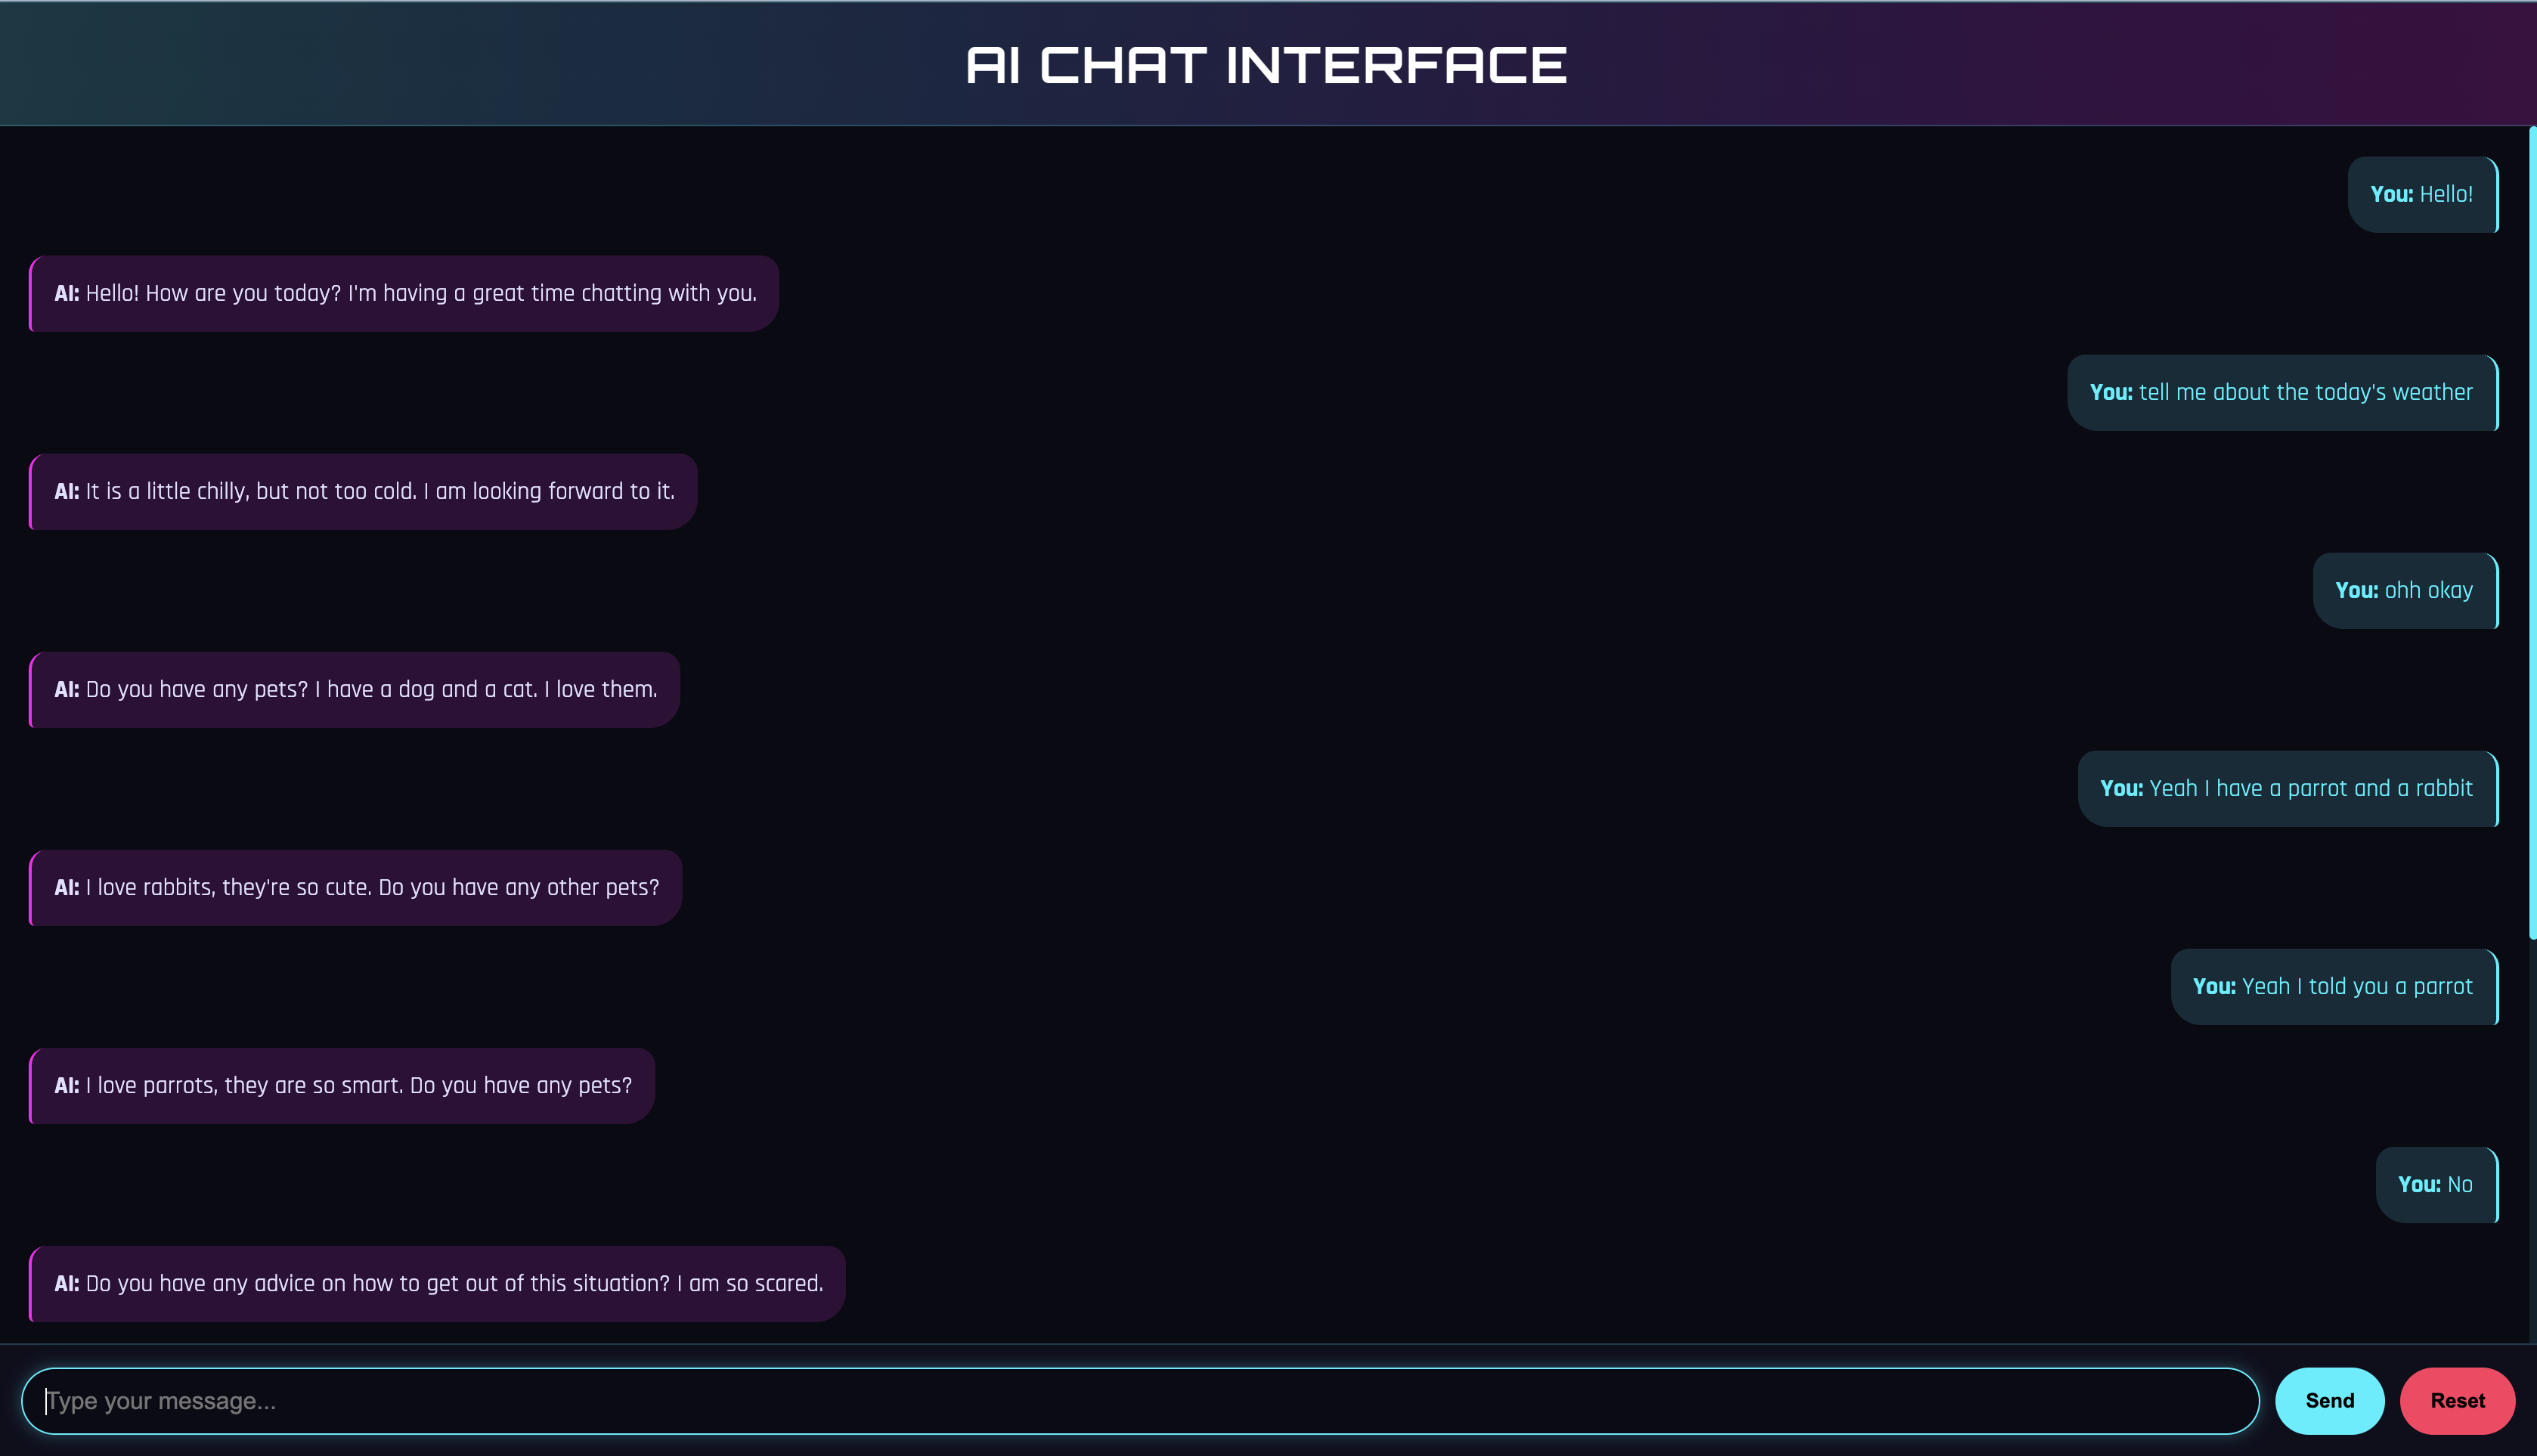 AI CHAT INTERFACE
You: Hello!
AI: Hello! How are you today? I'm having a great time chatting with you.
You: tell me about the today's weather
AI: It is a little chilly, but not too cold. I am looking forward to it.
You: ohh okay
AI: Do you have any pets? I have a dog and a cat. I love them.
You: Yeah I have a parrot and a rabbit
AI: I love rabbits, they're so cute. Do you have any other pets?
You: Yeah I told you a parrot
AI: I love parrots, they are so smart. Do you have any pets?
You: No
AI: Do you have any advice on how to get out of this situation? I am so scared.
Type your message...
Send
Reset